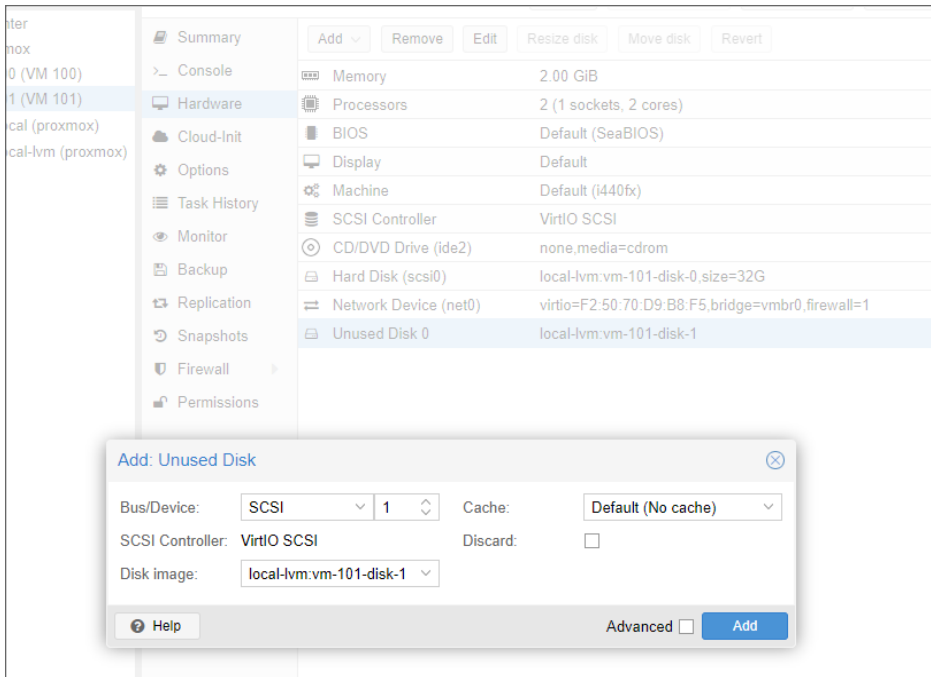 nter
mox
0 (VM 100)
1 (VM 101)
cal (proxmox)
cal-lvm (proxmox)
Summary
Console
Hardware
Cloud-Init
Options
Task History
Monitor
Backup
Replication
Snapshots
Firewall
Permissions
Add Remove Edit Resize disk Move disk Revert
Memory 2.00 GiB
Processors 2 (1 sockets, 2 cores)
BIOS Default (SeaBIOS)
Display Default
Machine Default (i440fx)
SCSI Controller VirtIO SCSI
CD/DVD Drive (ide2) none,media=cdrom
Hard Disk (scsi0) local-lvm:vm-101-disk-0,size=32G
Network Device (net0) virtio=F2:50:70:D9:B8:F5,bridge=vmbr0,firewall=1
Unused Disk 0 local-lvm:vm-101-disk-1
Add: Unused Disk
Bus/Device: SCSI 1 Cache: Default (No cache)
SCSI Controller: VirtIO SCSI Discard:
Disk image: local-lvm:vm-101-disk-1
Help Advanced Add